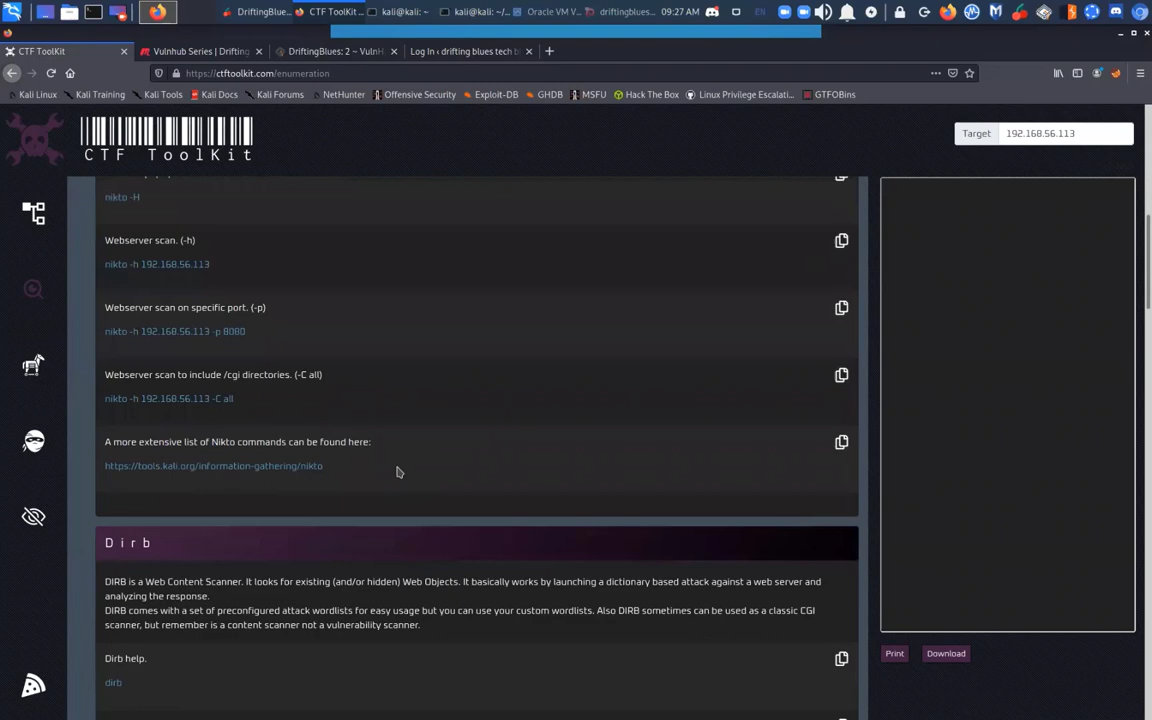 DriftingBlue...
CTF ToolKit ...
kali@kali: ~
kali@kali: ~/...
Oracle VM V...
driftingblues...
EN
09:27 AM
CTF ToolKit
Vulnhub Series | Drifting
DriftingBlues: 2 ~ VulnH
Log In ‹ drifting blues tech bl
https://ctftoolkit.com/enumeration
Kali Linux
Kali Training
Kali Tools
Kali Docs
Kali Forums
NetHunter
Offensive Security
Exploit-DB
GHDB
MSFU
Hack The Box
Linux Privilege Escalati...
GTFOBins
CTF ToolKit
Target
192.168.56.113
nikto -H
Webserver scan. (-h)
nikto -h 192.168.56.113
Webserver scan on specific port. (-p)
nikto -h 192.168.56.113 -p 8080
Webserver scan to include /cgi directories. (-C all)
nikto -h 192.168.56.113 -C all
A more extensive list of Nikto commands can be found here:
https://tools.kali.org/information-gathering/nikto
Dirb
DIRB is a Web Content Scanner. It looks for existing (and/or hidden) Web Objects. It basically works by launching a dictionary based attack against a web server and
analyzing the response.
DIRB comes with a set of preconfigured attack wordlists for easy usage but you can use your custom wordlists. Also DIRB sometimes can be used as a classic CGI
scanner, but remember is a content scanner not a vulnerability scanner.
Dirb help.
dirb
Print
Download